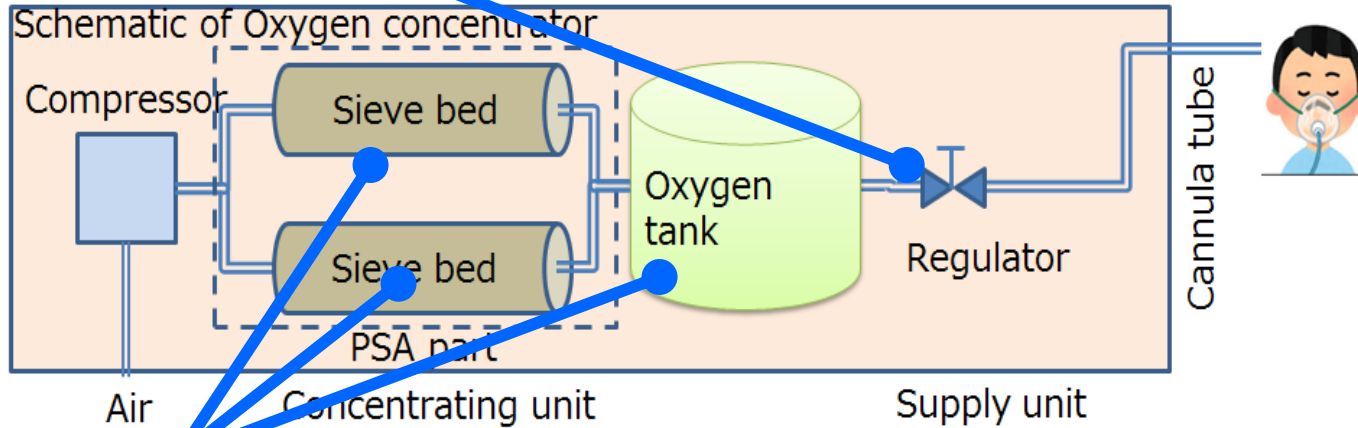 Schematic of Oxygen concentrator
Compressor
Sieve bed
Sieve bed
Oxygen
tank
Regulator
Cannula tube
PSA part
Air
Concentrating unit
Supply unit